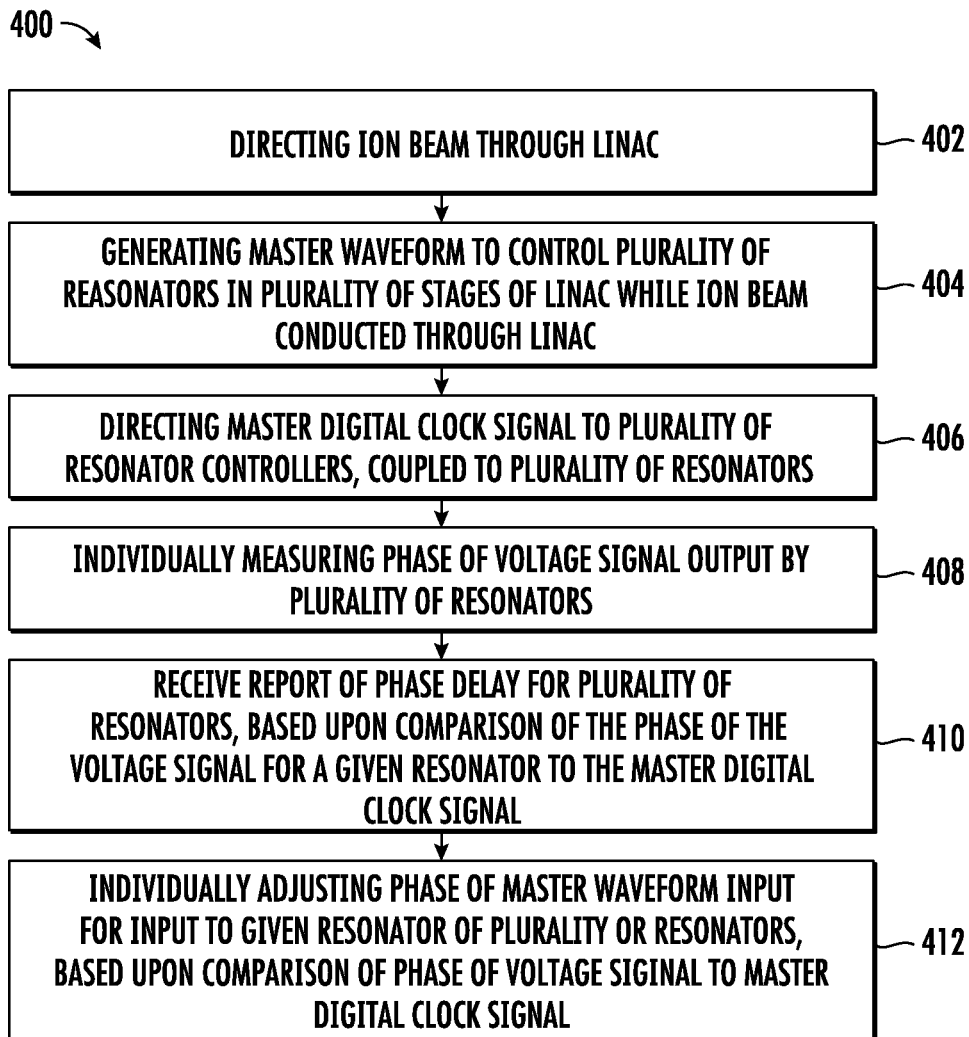 400
DIRECTING ION BEAM THROUGH LINAC
402
GENERATING MASTER WAVEFORM TO CONTROL PLURALITY OF
REASONATORS IN PLURALITY OF STAGES OF LINAC WHILE ION BEAM
CONDUCTED THROUGH LINAC
404
DIRECTING MASTER DIGITAL CLOCK SIGNAL TO PLURALITY OF
RESONATOR CONTROLLERS, COUPLED TO PLURALITY OF RESONATORS
406
INDIVIDUALLY MEASURING PHASE OF VOLTAGE SIGNAL OUTPUT BY
PLURALITY OF RESONATORS
408
RECEIVE REPORT OF PHASE DELAY FOR PLURALITY OF
RESONATORS, BASED UPON COMPARISON OF THE PHASE OF THE
VOLTAGE SIGNAL FOR A GIVEN RESONATOR TO THE MASTER DIGITAL
CLOCK SIGNAL
410
INDIVIDUALLY ADJUSTING PHASE OF MASTER WAVEFORM INPUT
FOR INPUT TO GIVEN RESONATOR OF PLURALITY OR RESONATORS,
BASED UPON COMPARISON OF PHASE OF VOLTAGE SIGINAL TO MASTER
DIGITAL CLOCK SIGNAL
412